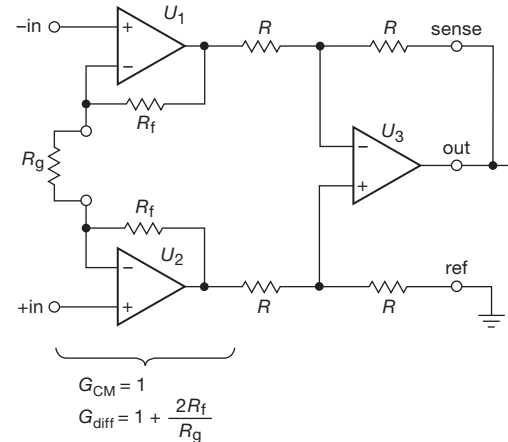 −in
+
−
U1
Rf
R
R
sense
Rg
−
+
U3
out
Rf
−
+
U2
+in
R
R
ref
GCM = 1
Gdiff = 1 + 2Rf/Rg